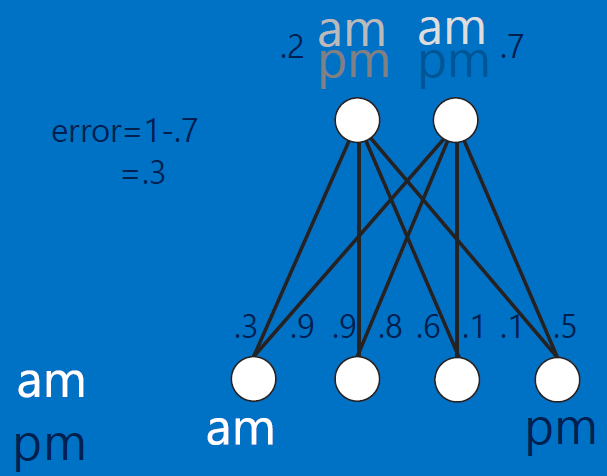 .2 am am .7
pm pm
error=1-.7
=.3
.3 .9 .9 .8 .6 .1 .1 .5
am
am pm
pm